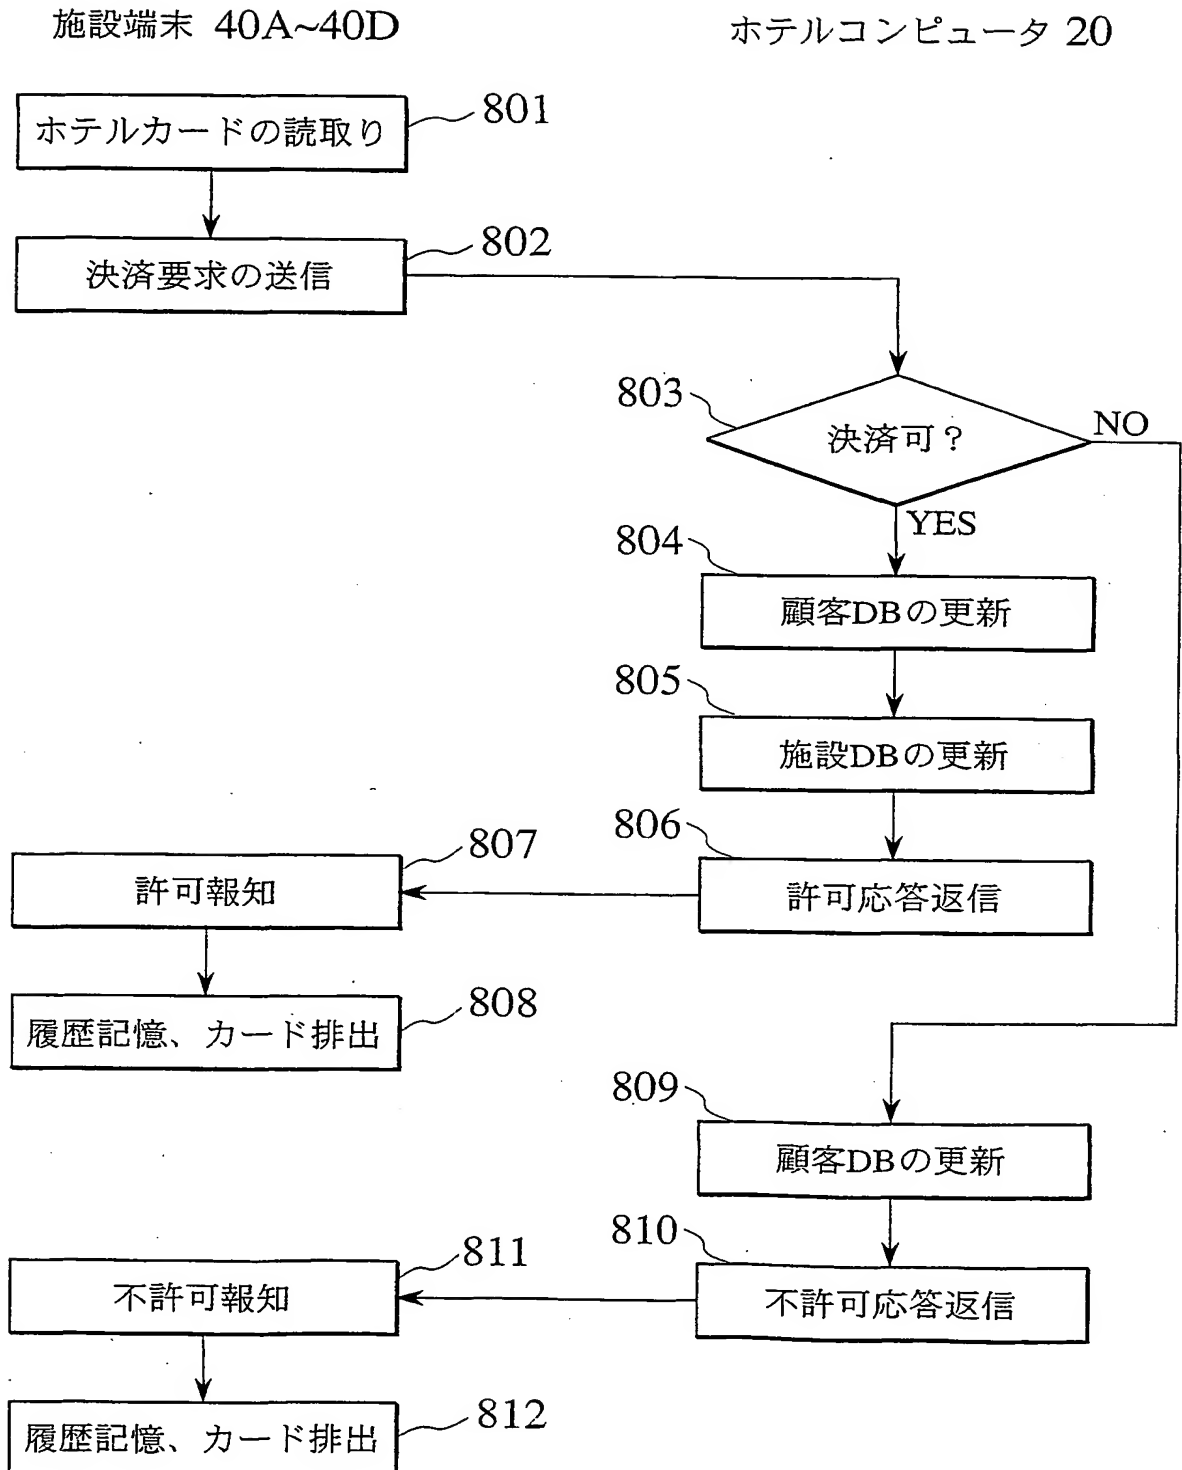 施設端末 40A~40D
ホテルコンピュータ 20
801
ホテルカードの読取り
802
決済要求の送信
803
決済可?
NO
YES
804
顧客DBの更新
805
施設DBの更新
806
許可応答返信
807
許可報知
808
履歴記憶、カード排出
809
顧客DBの更新
810
不許可応答返信
811
不許可報知
812
履歴記憶、カード排出